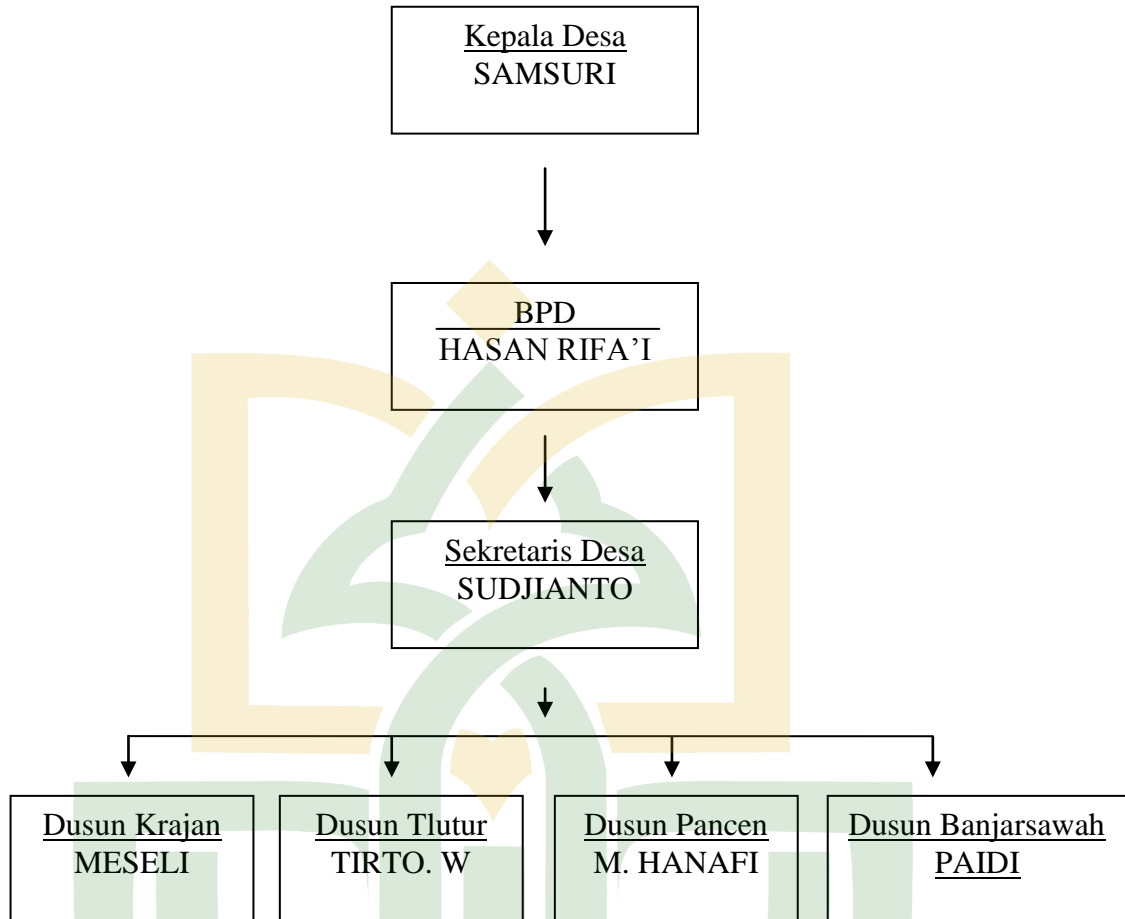 Kepala Desa
SAMSURI
BPD
HASAN RIFA’I
Sekretaris Desa
SUDJIANTO
Dusun Krajan
MESELI
Dusun Tlutur
TIRTO. W
Dusun Pancen
M. HANAFI
Dusun Banjarsawah
PAIDI